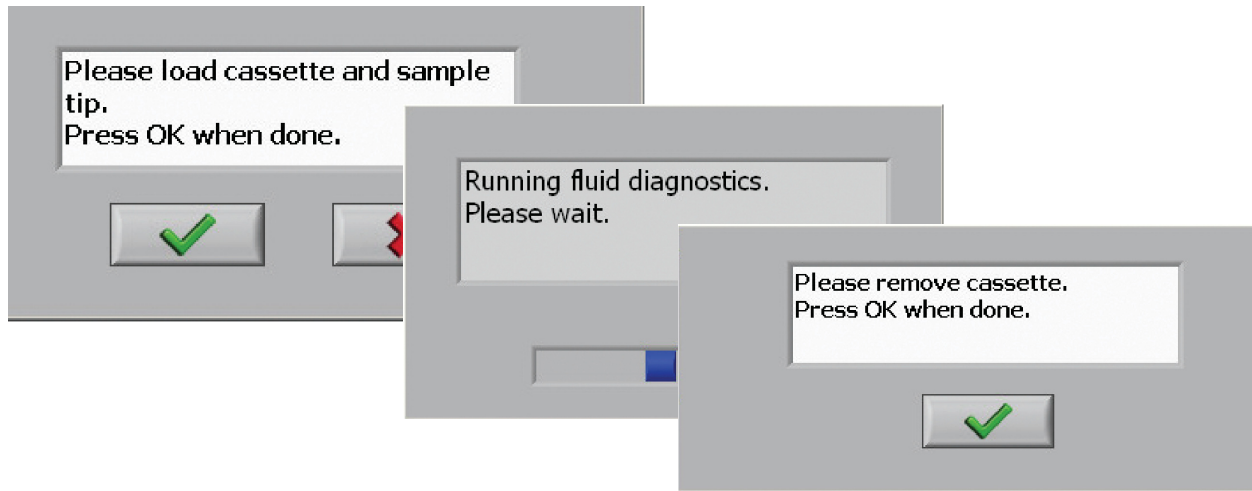 Please load cassette and sample
tip.
Press OK when done.
Running fluid diagnostics.
Please wait.
Please remove cassette.
Press OK when done.